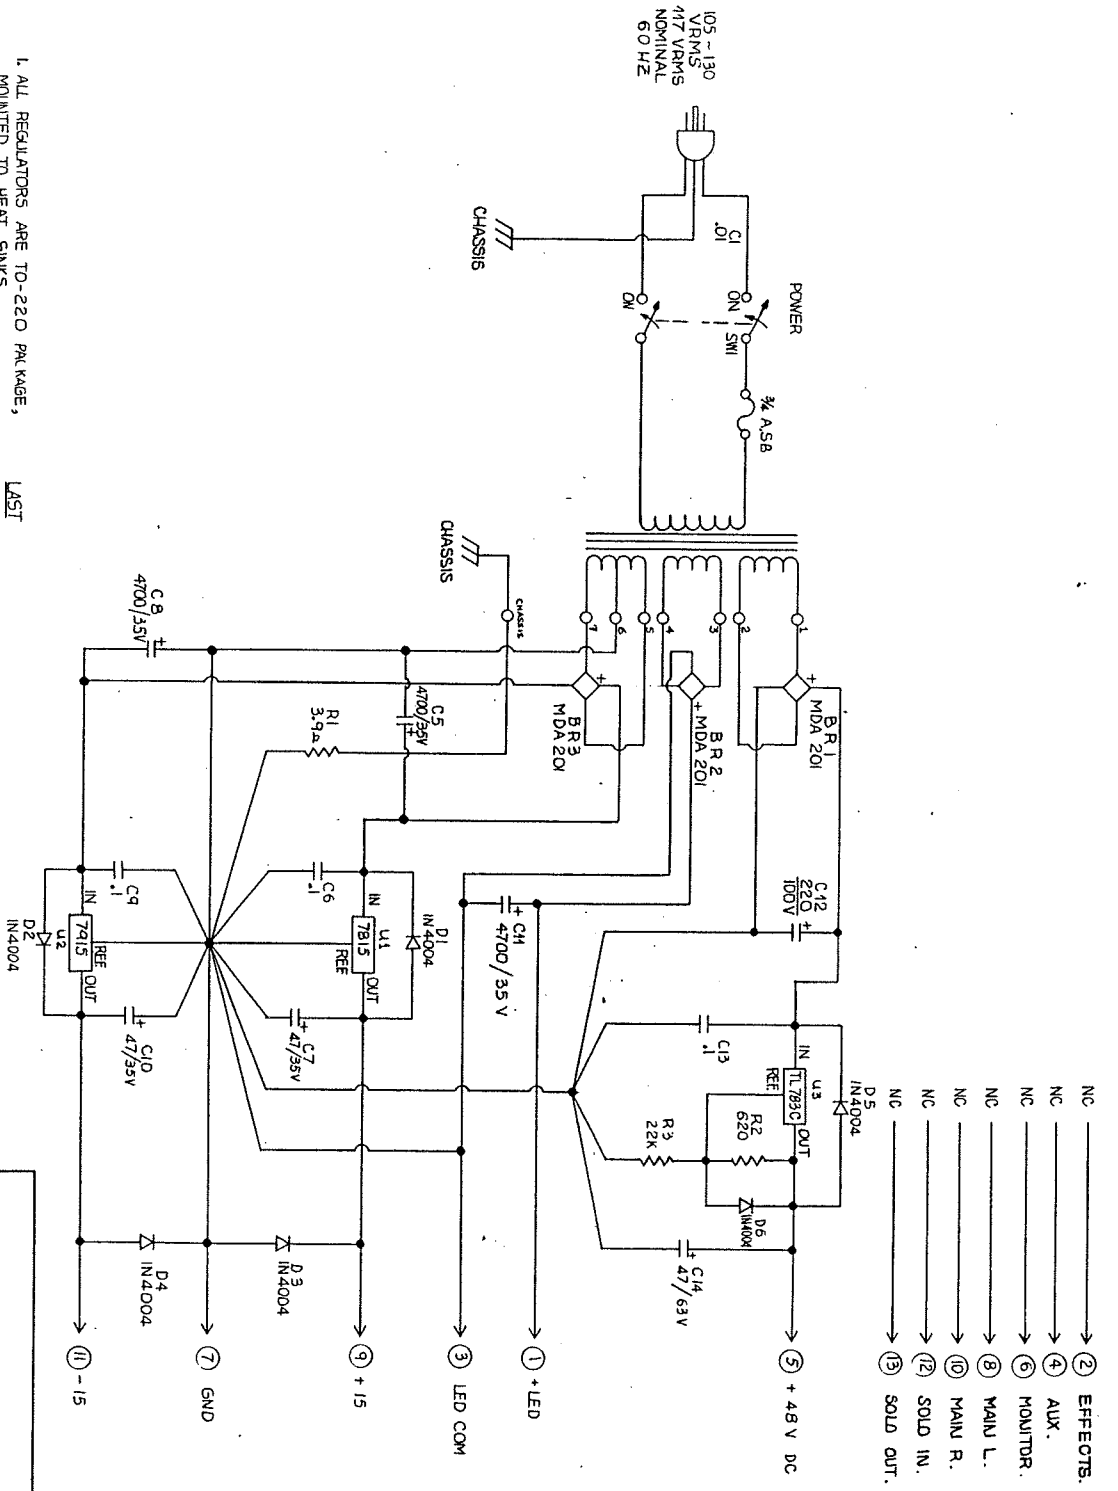 105 ~ 130
VRMS
117 VRMS
NOMINAL
60 HZ
C1
.01
CHASSIS
POWER
ON
SW1
ON
3/4 A.SB
1
2
3
4
5
6
7
BR1
MDA 201
BR2
MDA 201
BR3
MDA 201
CHASSIS
CHASSIS
C8
4700/35V
C5
4700/35V
R1
3.9Ω
C12
220
100V
C11
4700/35V
C6
.1
C9
.1
IN
U1
7815
REF
OUT
D1
IN4004
IN
U2
7915
REF
OUT
D2
IN4004
C7
47/35V
C10
47/35V
C13
.1
IN
U3
TL783C
REF.
OUT
D5
IN4004
R2
620
R3
22K
D6
IN4004
C14
47/63V
D3
IN4004
D4
IN4004
NC 2 EFFECTS.
NC 4 AUX.
NC 6 MONITOR.
NC 8 MAIN L.
NC 10 MAIN R.
NC 12 SOLO IN.
NC 13 SOLO OUT.
5 + 48 V DC
1 +LED
3 LED COM
9 + 15
7 GND
11 - 15
1. ALL REGULATORS ARE TO-220 PACKAGE,
MOUNTED TO HEAT SINKS
LAST